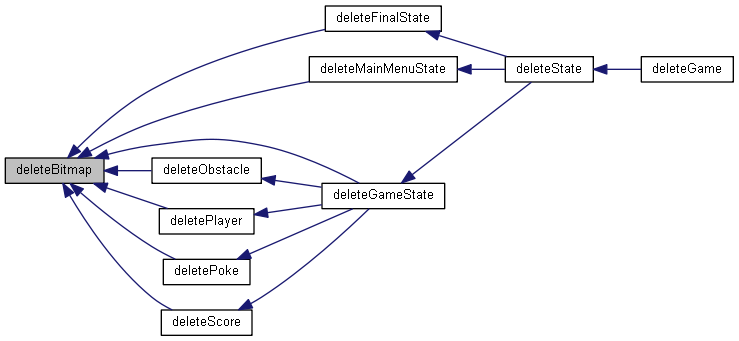 deleteFinalState
deleteMainMenuState
deleteState
deleteGame
deleteBitmap
deleteObstacle
deleteGameState
deletePlayer
deletePoke
deleteScore